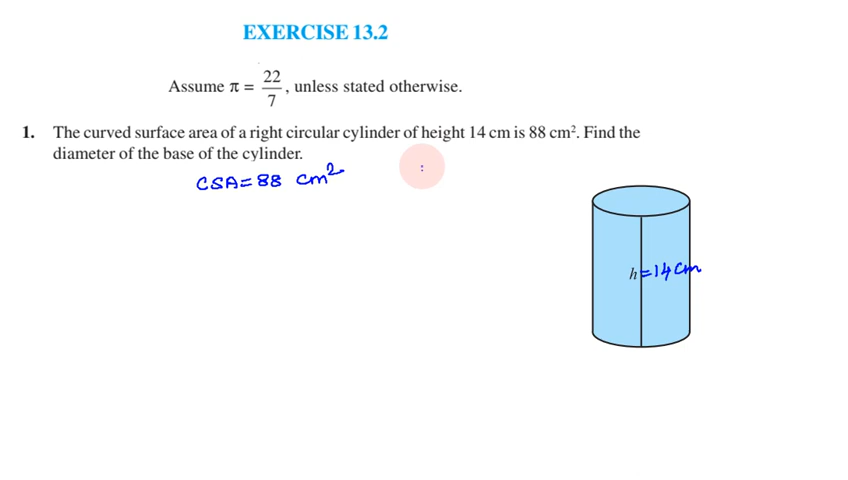 EXERCISE 13.2
Assume π = 22/7, unless stated otherwise.
1. The curved surface area of a right circular cylinder of height 14 cm is 88 cm². Find the
diameter of the base of the cylinder.
CSA = 88 cm²
h = 14 cm